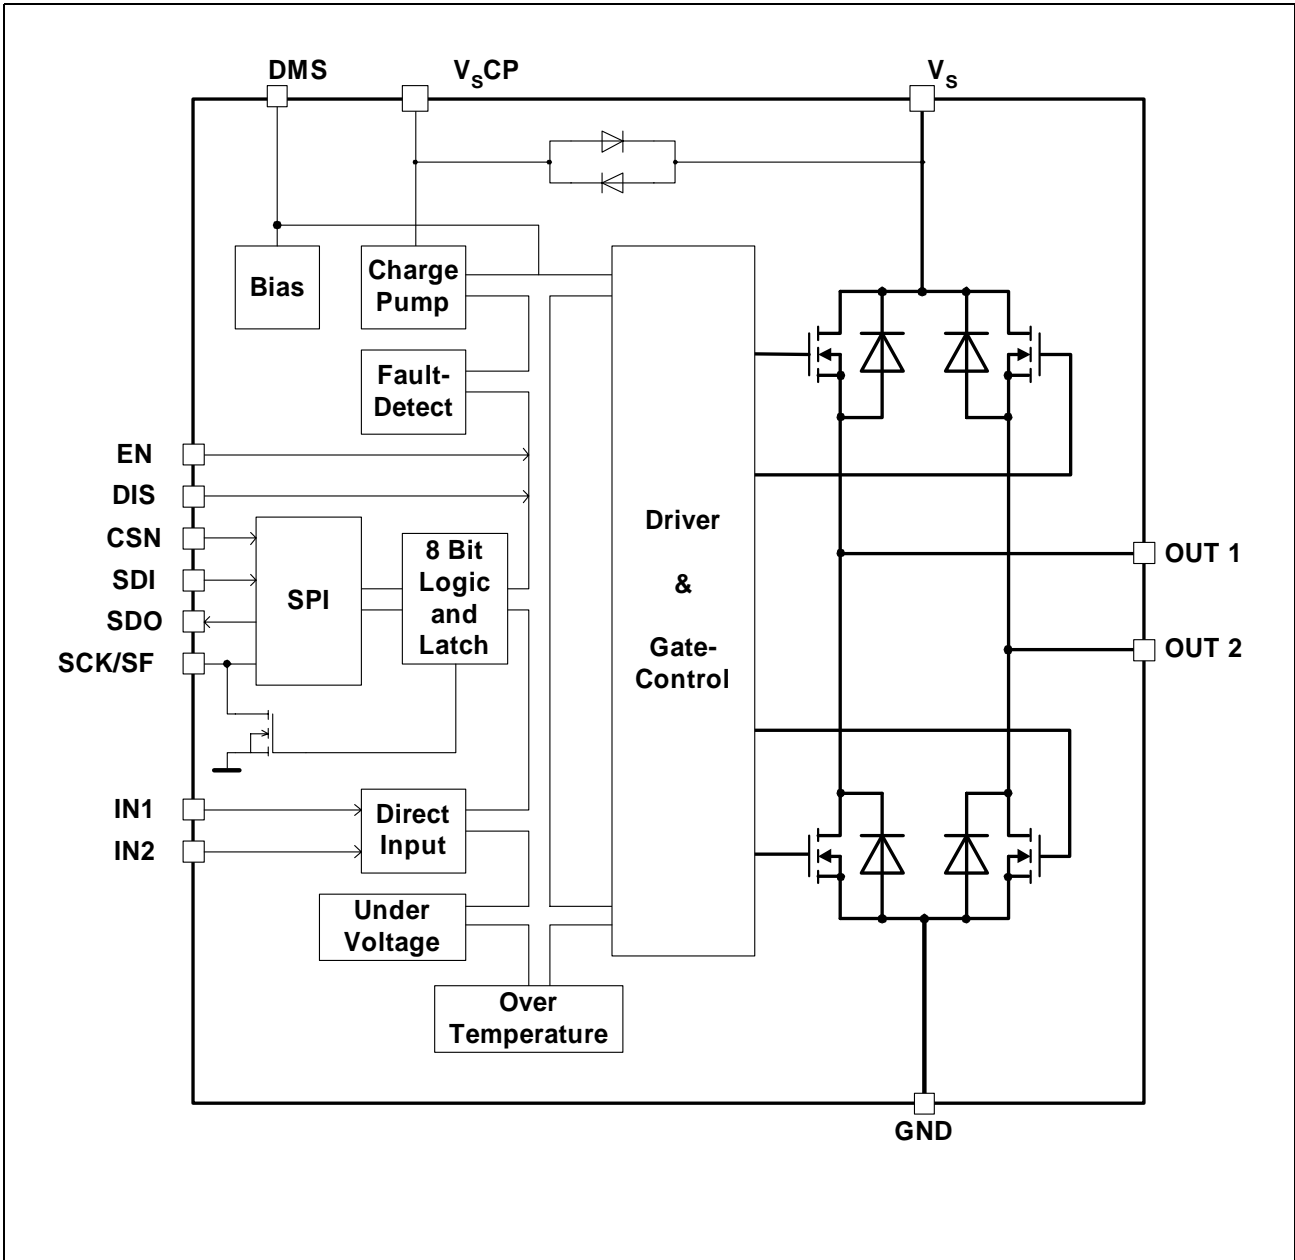 DMS
VSCP
VS
Bias
Charge
Pump
Fault-
Detect
EN
DIS
CSN
SDI
SDO
SCK/SF
SPI
8 Bit
Logic
and
Latch
Driver
&
Gate-
Control
OUT 1
OUT 2
IN1
IN2
Direct
Input
Under
Voltage
Over
Temperature
GND